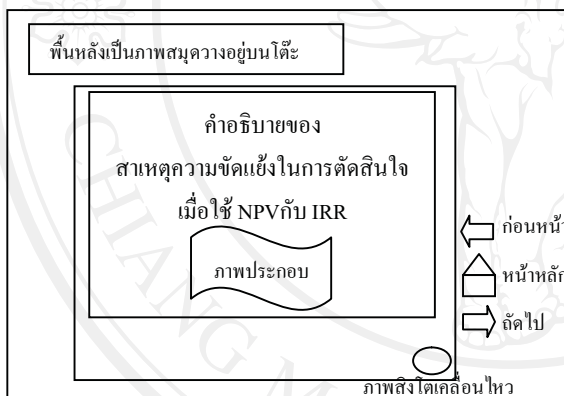 พื้นหลังเป็นภาพสมุดวางอยู่บนโต๊ะ
คำอธิบายของ
สาเหตุความขัดแย้งในการตัดสินใจ
เมื่อใช้ NPVกับ IRR
ภาพประกอบ
ก่อนหน้า
หน้าหลัก
ถัดไป
ภาพสิงโตเคลื่อนไหว
CHIANG M